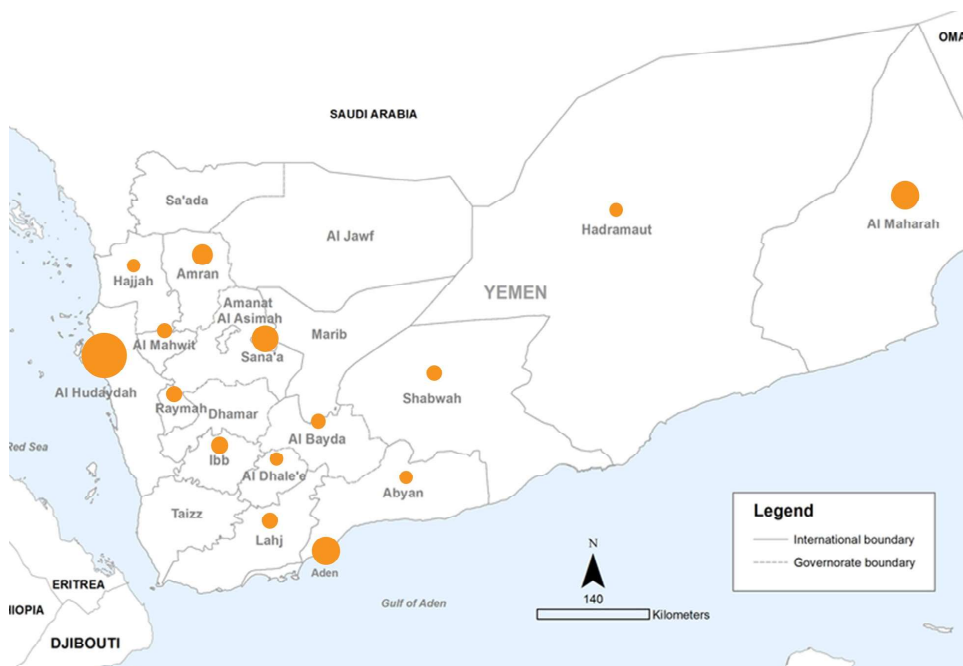 OMA
SAUDI ARABIA
Sa'ada
Al Jawf
Hadramaut
Al Maharah
Hajjah
Amran
YEMEN
Amanat
Al Asimah
Marib
Al Mahwit
Sana'a
Al Hudaydah
Raymah
Dhamar
Shabwah
Al Bayda
Red Sea
Ibb
Al Dhale'e
Abyan
Taizz
Lahj
Aden
Legend
International boundary
Governorate boundary
N
140
Kilometers
ERITREA
HIOPIA
Gulf of Aden
DJIBOUTI